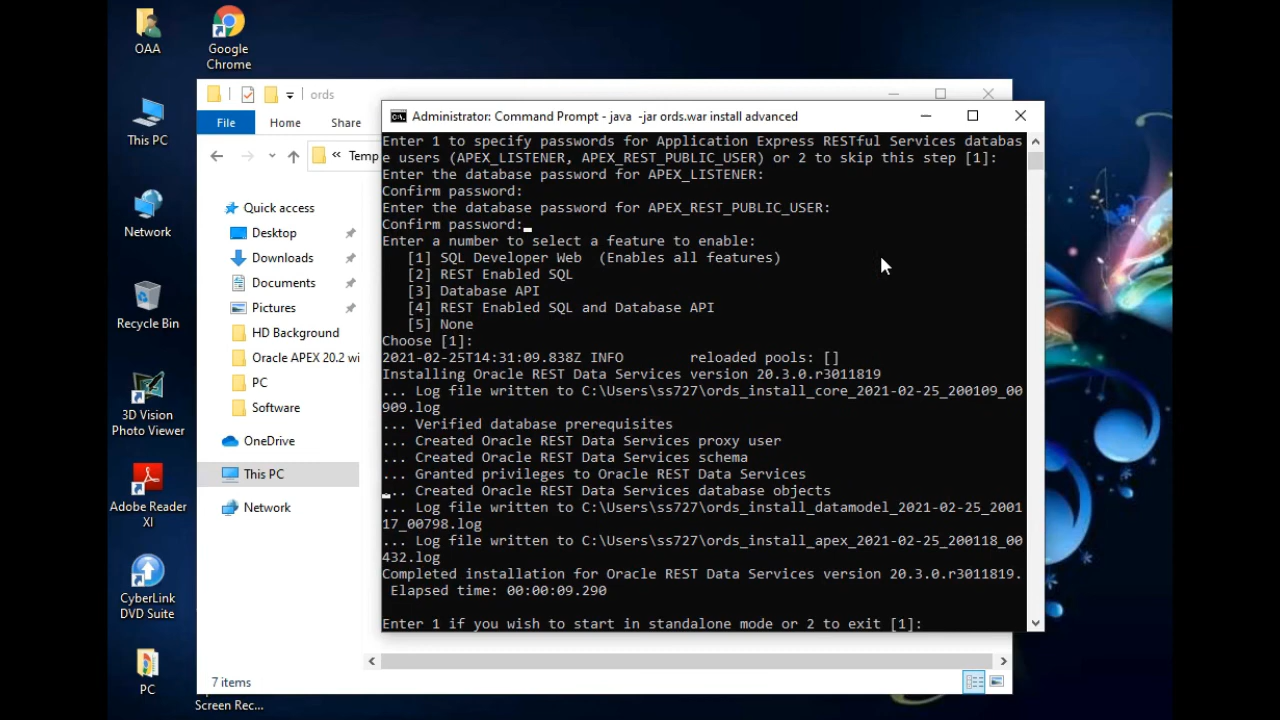 OAA
Google
Chrome
This PC
Network
Recycle Bin
3D Vision
Photo Viewer
Adobe Reader
XI
CyberLink
DVD Suite
PC
Screen Rec...
ords
File
Home
Share
« Temp
Quick access
Desktop
Downloads
Documents
Pictures
HD Background
Oracle APEX 20.2 wi
PC
Software
OneDrive
This PC
Network
7 items
Administrator: Command Prompt - java -jar ords.war install advanced
Enter 1 to specify passwords for Application Express RESTful Services databas
e users (APEX_LISTENER, APEX_REST_PUBLIC_USER) or 2 to skip this step [1]:
Enter the database password for APEX_LISTENER:
Confirm password:
Enter the database password for APEX_REST_PUBLIC_USER:
Confirm password:
Enter a number to select a feature to enable:
[1] SQL Developer Web (Enables all features)
[2] REST Enabled SQL
[3] Database API
[4] REST Enabled SQL and Database API
[5] None
Choose [1]:
2021-02-25T14:31:09.838Z INFO reloaded pools: []
Installing Oracle REST Data Services version 20.3.0.r3011819
... Log file written to C:\Users\ss727\ords_install_core_2021-02-25_200109_00
909.log
... Verified database prerequisites
... Created Oracle REST Data Services proxy user
... Created Oracle REST Data Services schema
... Granted privileges to Oracle REST Data Services
... Created Oracle REST Data Services database objects
... Log file written to C:\Users\ss727\ords_install_datamodel_2021-02-25_2001
17_00798.log
... Log file written to C:\Users\ss727\ords_install_apex_2021-02-25_200118_00
432.log
Completed installation for Oracle REST Data Services version 20.3.0.r3011819.
Elapsed time: 00:00:09.290
Enter 1 if you wish to start in standalone mode or 2 to exit [1]: